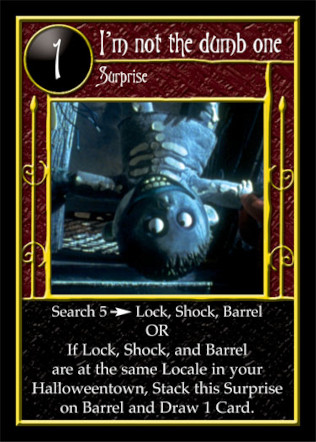 1
I'm not the dumb one
Surprise
Search 5 → Lock, Shock, Barrel
OR
If Lock, Shock, and Barrel
are at the same Locale in your
Halloweentown, Stack this Surprise
on Barrel and Draw 1 Card.